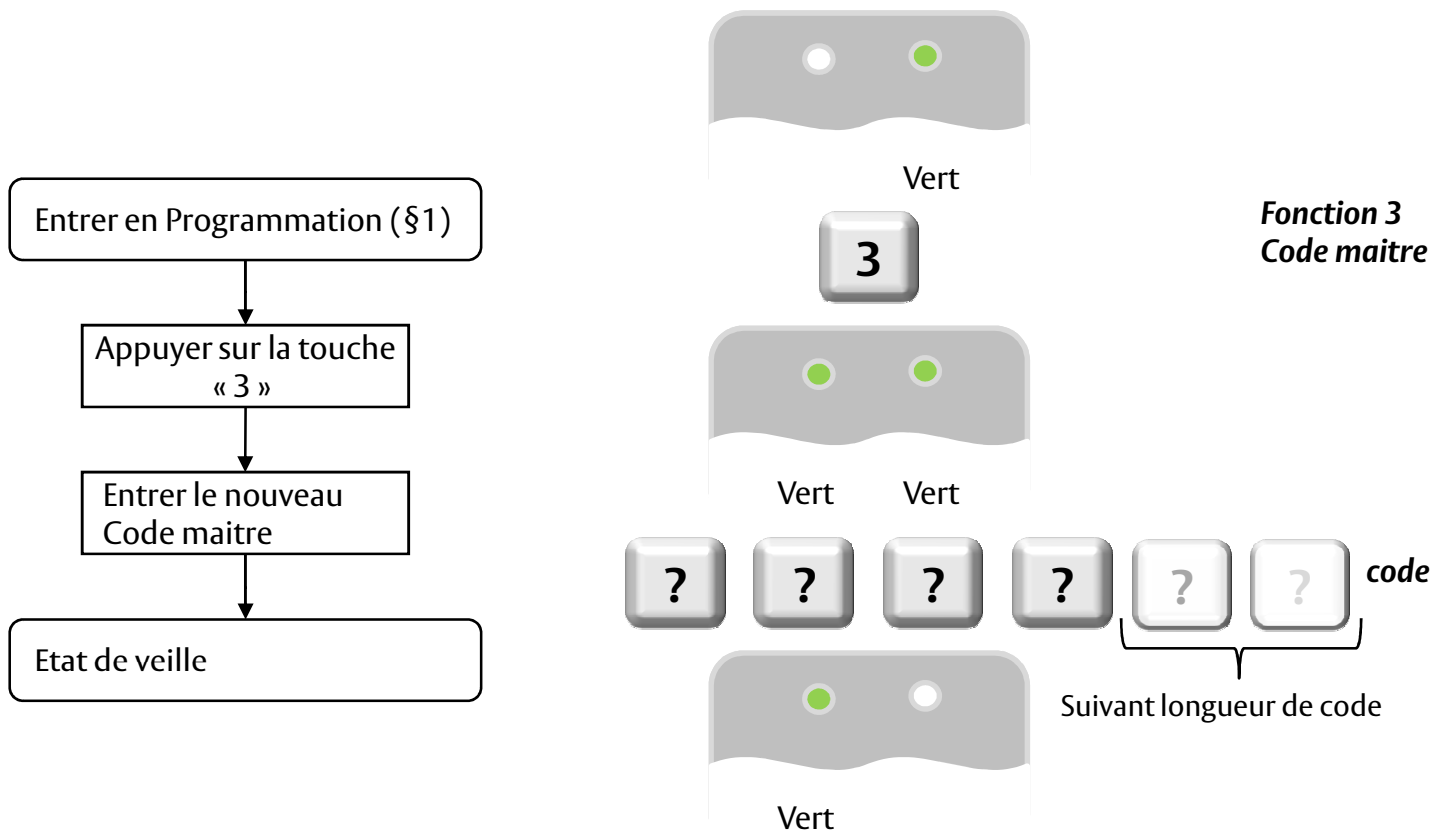 Vert
Entrer en Programmation (§1)
3
Fonction 3
Code maitre
Appuyer sur la touche
« 3 »
Vert Vert
Entrer le nouveau
Code maitre
? ? ? ? ? ? code
Etat de veille
Suivant longueur de code
Vert